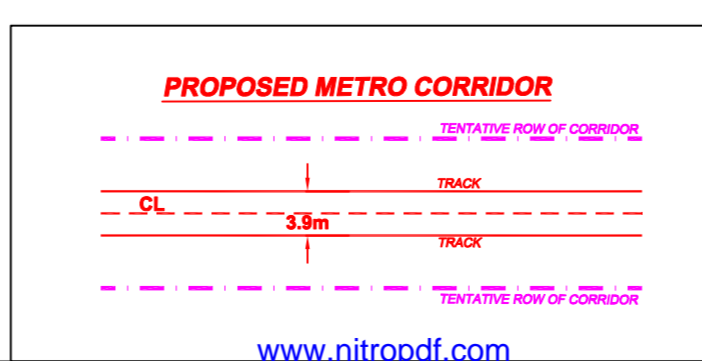 PROPOSED METRO CORRIDOR
TENTATIVE ROW OF CORRIDOR
TRACK
CL
3.9m
TRACK
TENTATIVE ROW OF CORRIDOR
www.nitropdf.com